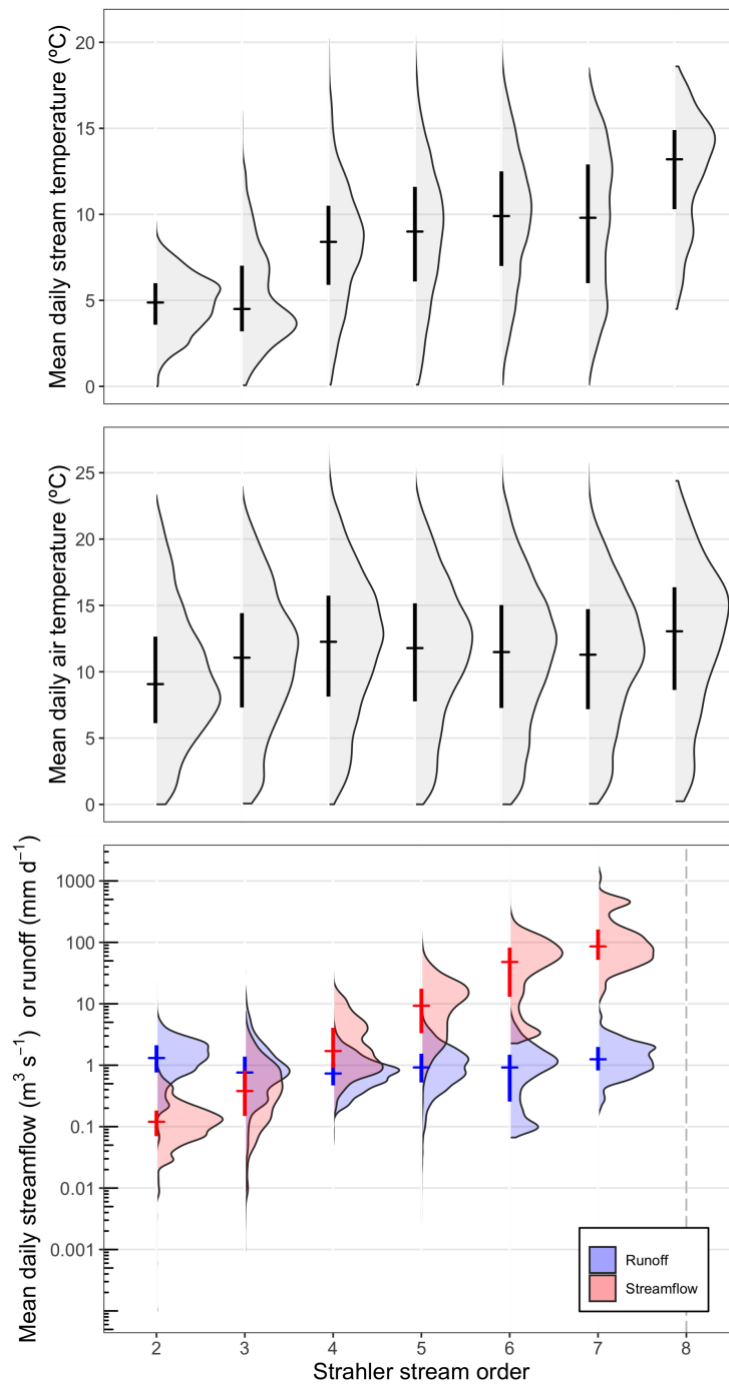 Mean daily stream temperature (ºC)
20
15
10
5
0
Mean daily air temperature (ºC)
25
20
15
10
5
0
Mean daily streamflow (m³ s⁻¹) or runoff (mm d⁻¹)
1000
100
10
1
0.1
0.01
0.001
Runoff
Streamflow
2 3 4 5 6 7 8
Strahler stream order